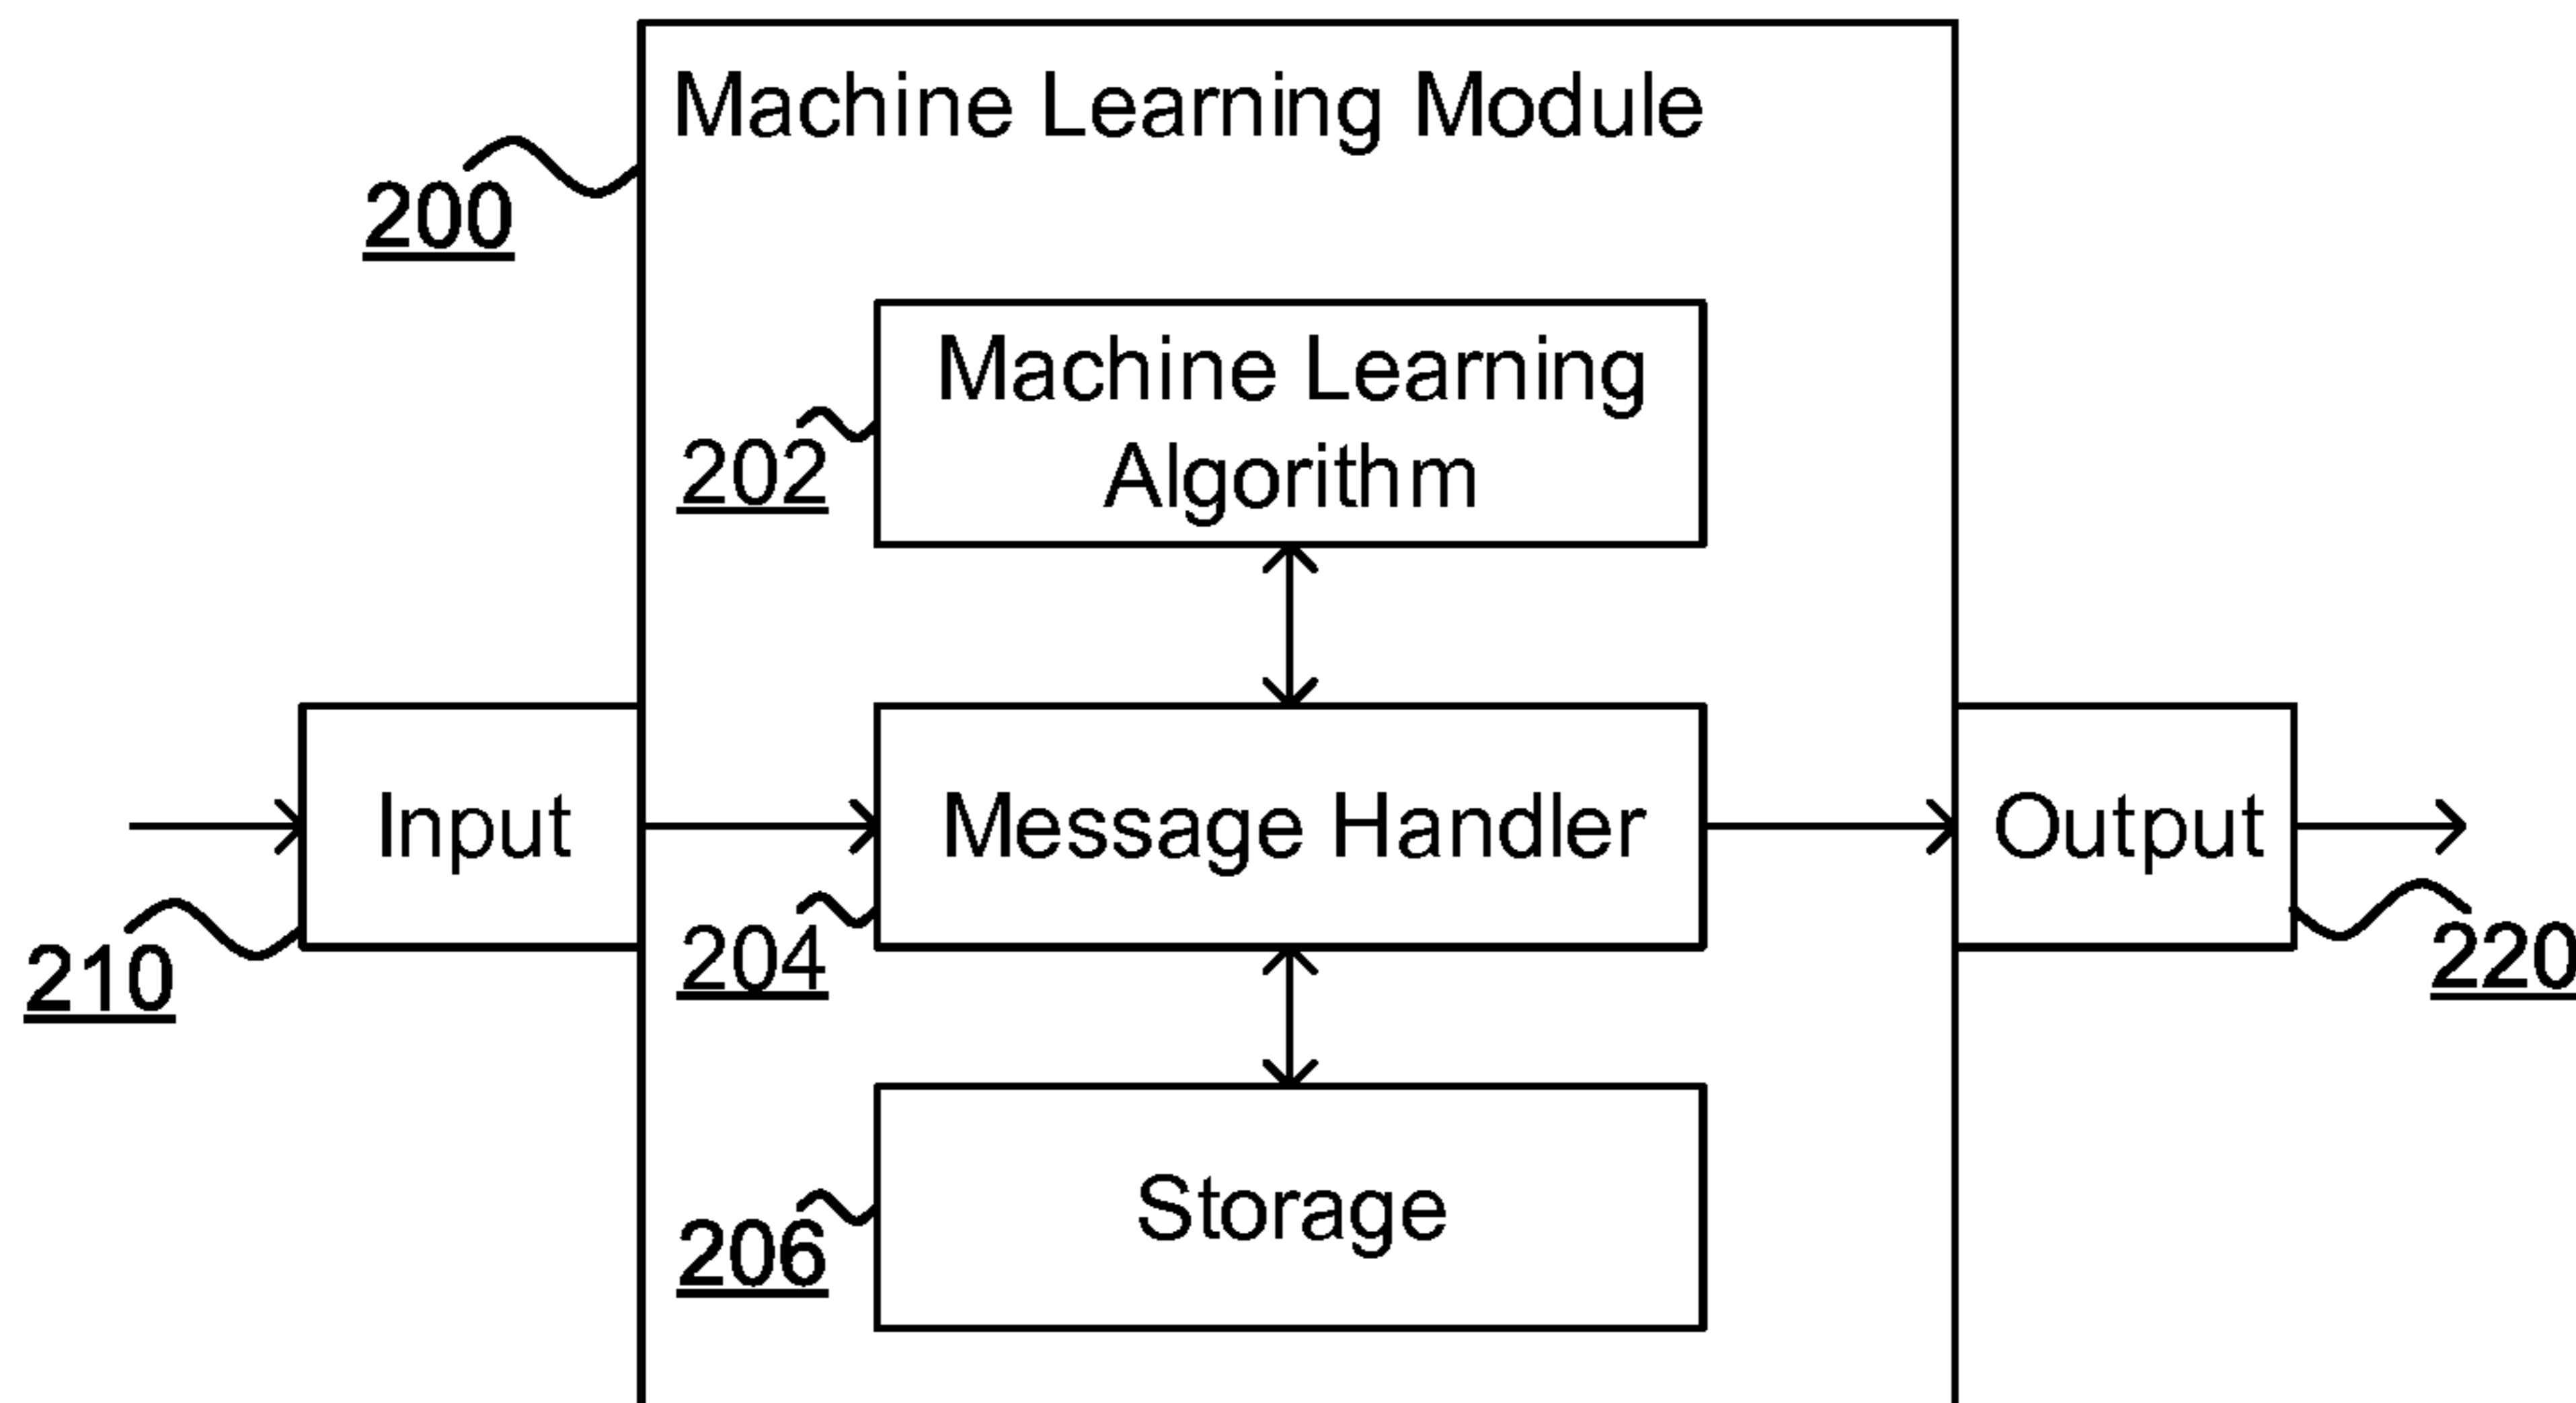 Machine Learning Module
200
Machine Learning
Algorithm
202
Input
Message Handler
Output
210
204
220
Storage
206